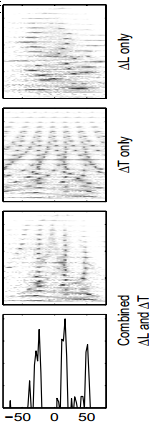 ΔL only
ΔT only
Combined
ΔL and ΔT
−50 0 50